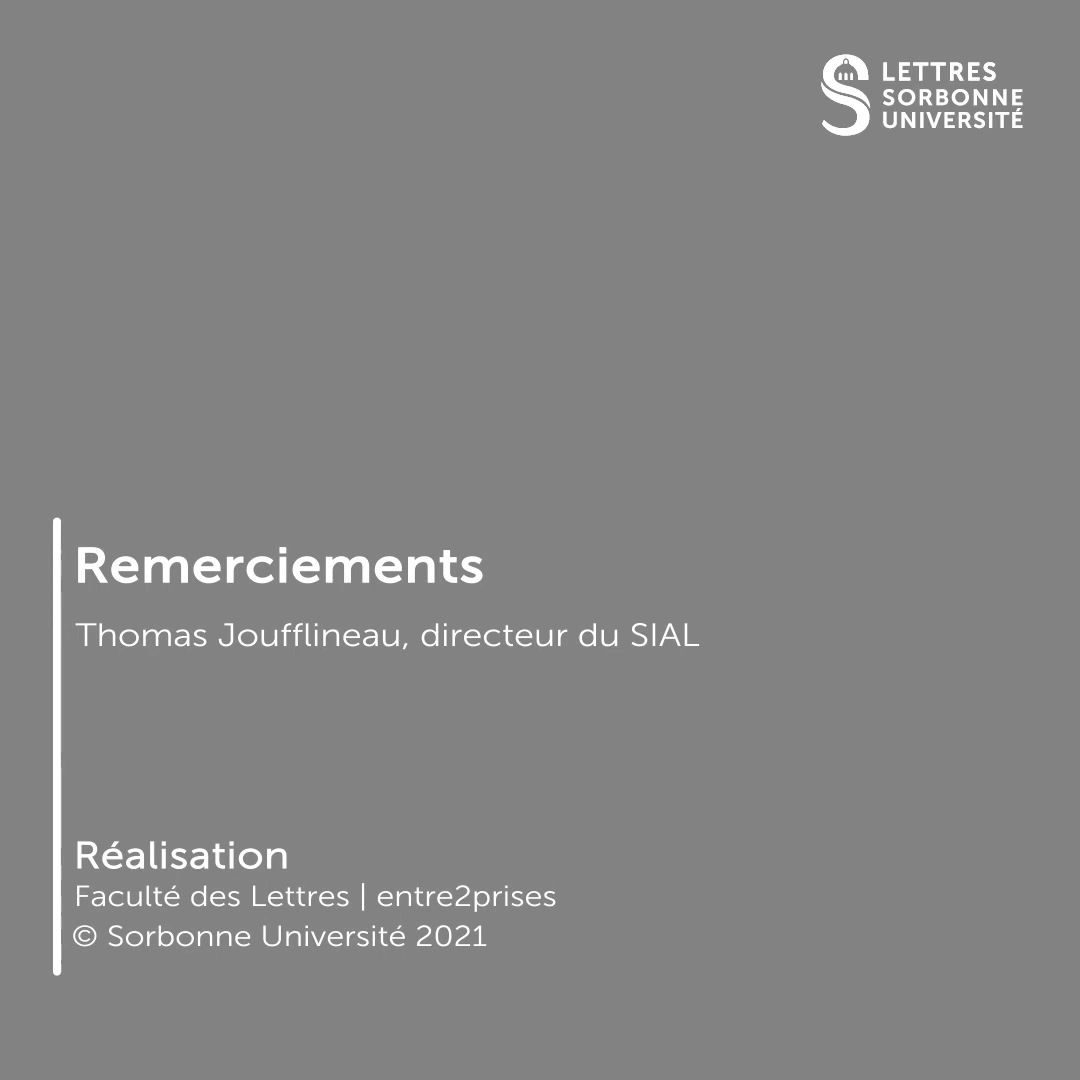 LETTRES
SORBONNE
UNIVERSITÉ
Remerciements
Thomas Joufflineau, directeur du SIAL
Réalisation
Faculté des Lettres | entre2prises
© Sorbonne Université 2021